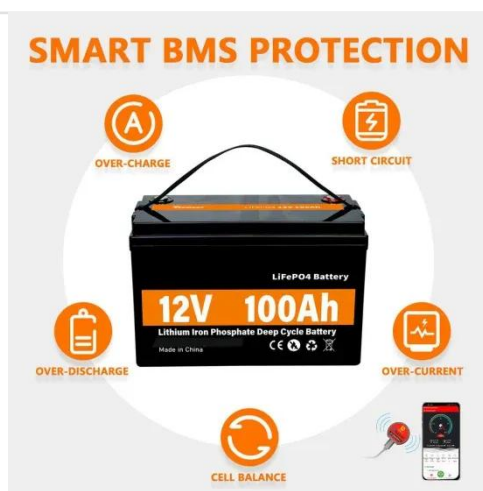 SMART BMS PROTECTION
OVER-CHARGE
SHORT CIRCUIT
LiFePO4 Battery
12V 100Ah
Lithium Iron Phosphate Deep Cycle Battery
Made in China
CE
OVER-DISCHARGE
OVER-CURRENT
CELL BALANCE